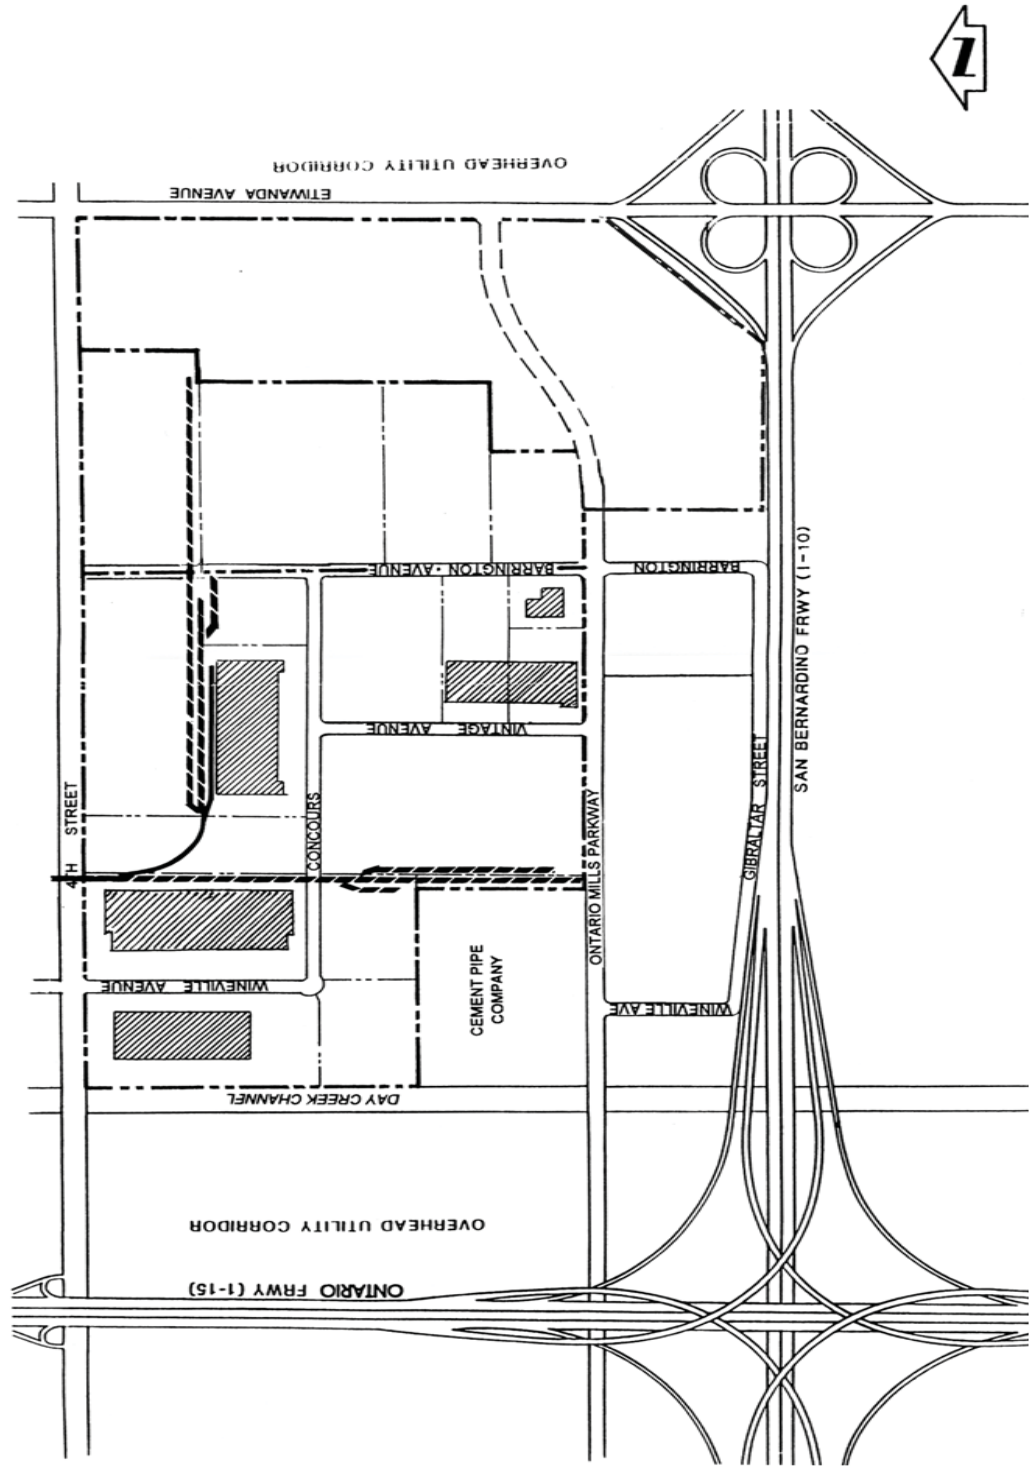 N
OVERHEAD UTILITY CORRIDOR
ETIWANDA AVENUE
BARRINGTON · AVENUE
BARRINGTON
SAN BERNARDINO FRWY (1-10)
VINTAGE AVENUE
4TH STREET
CONCOURS
ONTARIO MILLS PARKWAY
GIBRALTAR STREET
CEMENT PIPE
COMPANY
WINEVILLE AVENUE
WINEVILLE AVE
DAY CREEK CHANNEL
OVERHEAD UTILITY CORRIDOR
ONTARIO FRWY (1-15)